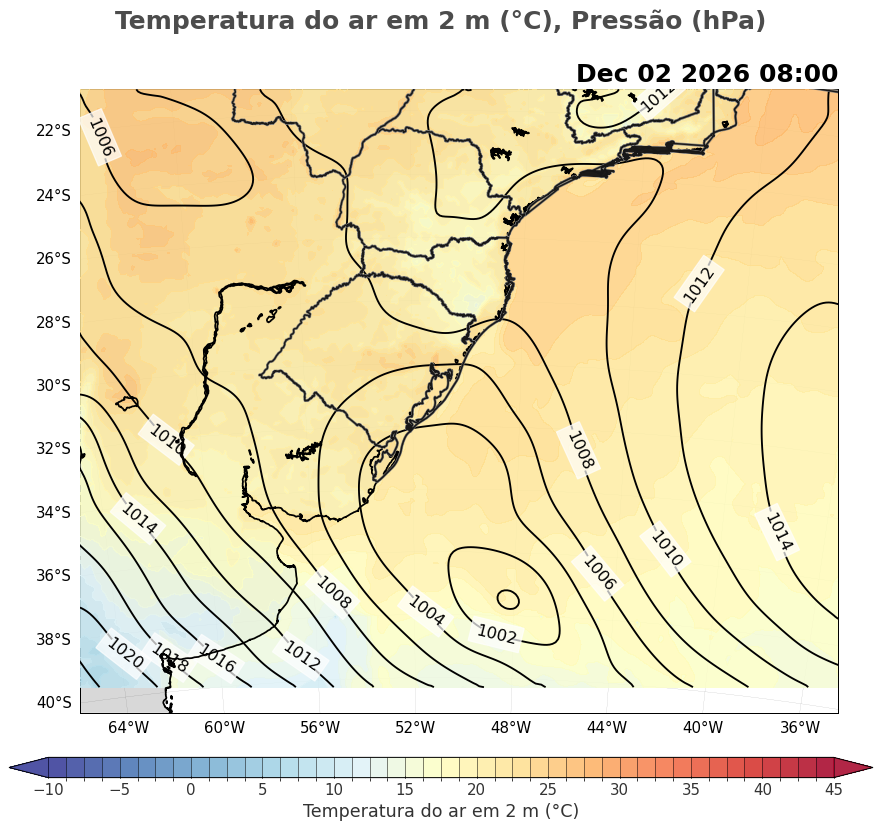 Temperatura do ar em 2 m (°C), Pressão (hPa)
Dec 02 2026 08:00
1012
1006
22°S
24°S
26°S
1012
28°S
30°S
1010
1008
32°S
1014
1014
34°S
1010
1006
36°S
1008
1004
1002
38°S
1020
1018
1016
1012
40°S
64°W 60°W 56°W 52°W 48°W 44°W 40°W 36°W
−10 −5 0 5 10 15 20 25 30 35 40 45
Temperatura do ar em 2 m (°C)